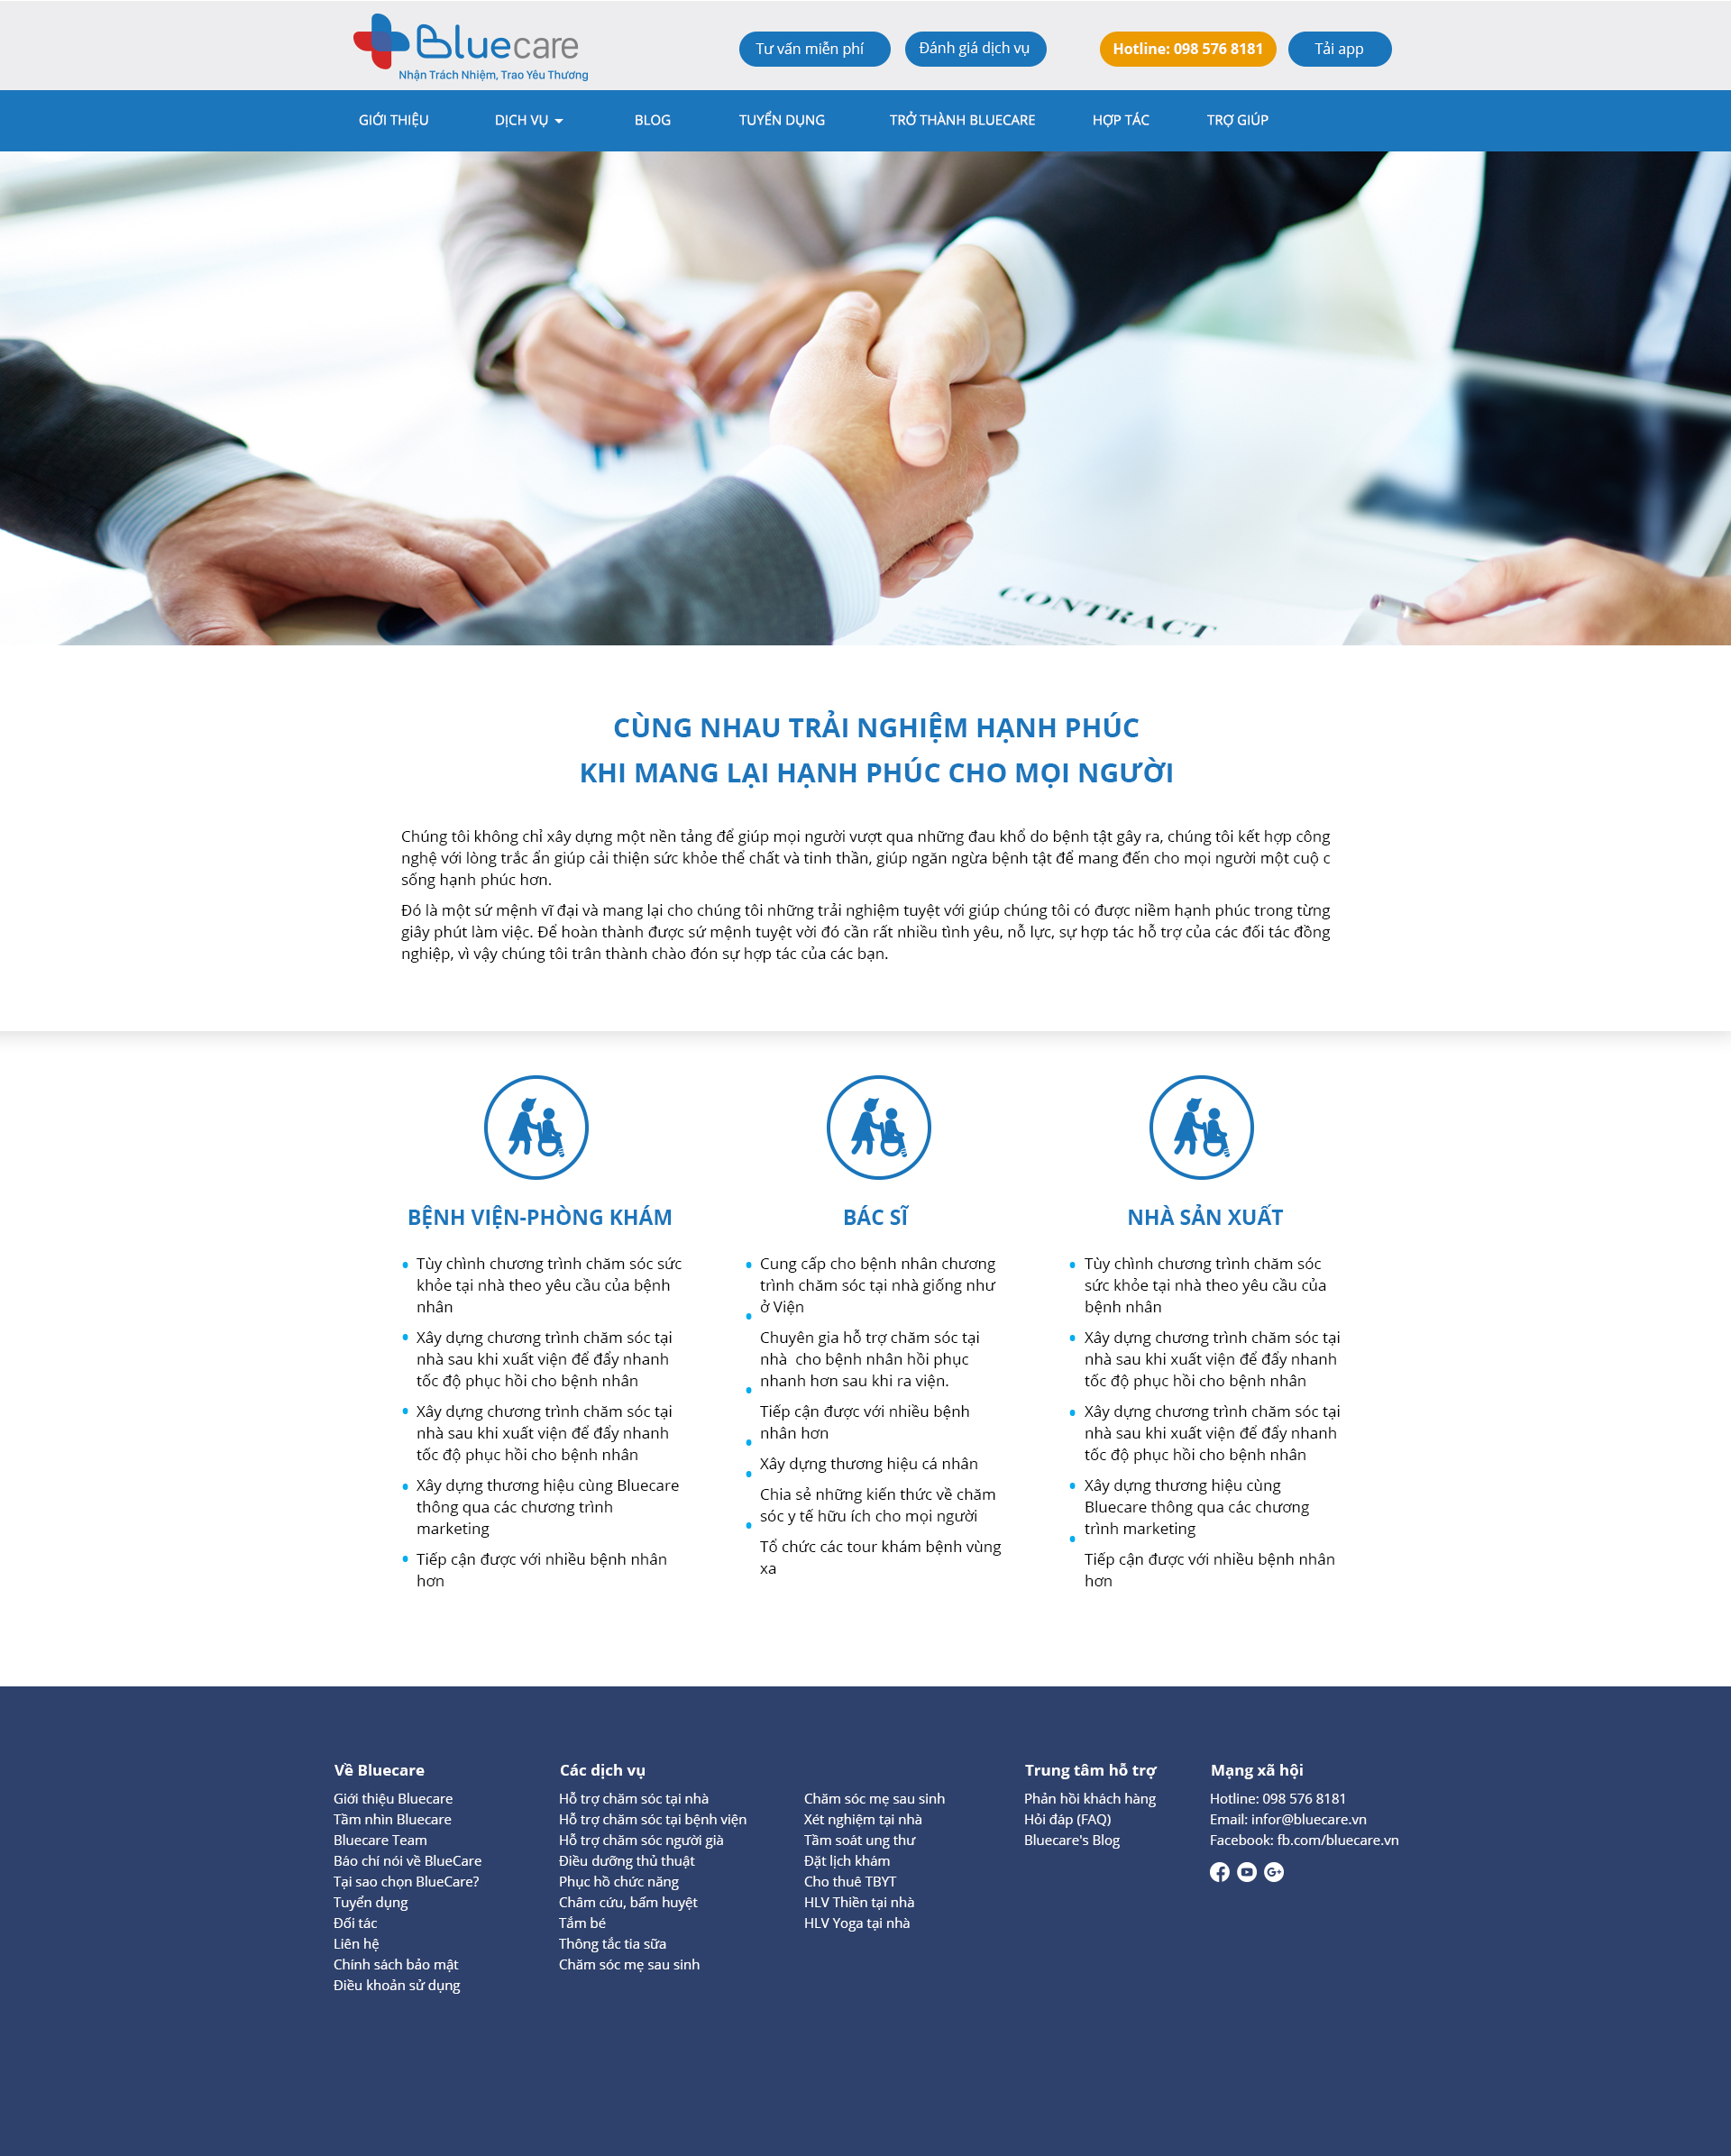 Bluecare
Nhận Trách Nhiệm, Trao Yêu Thương
Tư vấn miễn phí
Đánh giá dịch vụ
Hotline: 098 576 8181
Tải app
GIỚI THIỆU
DỊCH VỤ
BLOG
TUYỂN DỤNG
TRỞ THÀNH BLUECARE
HỢP TÁC
TRỢ GIÚP
CONTRACT
CÙNG NHAU TRẢI NGHIỆM HẠNH PHÚC
KHI MANG LẠI HẠNH PHÚC CHO MỌI NGƯỜI
Chúng tôi không chỉ xây dựng một nền tảng để giúp mọi người vượt qua những đau khổ do bệnh tật gây ra, chúng tôi kết hợp công
nghệ với lòng trắc ẩn giúp cải thiện sức khỏe thể chất và tinh thần, giúp ngăn ngừa bệnh tật để mang đến cho mọi người một cuộ c
sống hạnh phúc hơn.
Đó là một sứ mệnh vĩ đại và mang lại cho chúng tôi những trải nghiệm tuyệt với giúp chúng tôi có được niềm hạnh phúc trong từng
giây phút làm việc. Để hoàn thành được sứ mệnh tuyệt vời đó cần rất nhiều tình yêu, nỗ lực, sự hợp tác hỗ trợ của các đối tác đồng
nghiệp, vì vậy chúng tôi trân thành chào đón sự hợp tác của các bạn.
BỆNH VIỆN-PHÒNG KHÁM
Tùy chình chương trình chăm sóc sức
khỏe tại nhà theo yêu cầu của bệnh
nhân
Xây dựng chương trình chăm sóc tại
nhà sau khi xuất viện để đẩy nhanh
tốc độ phục hồi cho bệnh nhân
Xây dựng chương trình chăm sóc tại
nhà sau khi xuất viện để đẩy nhanh
tốc độ phục hồi cho bệnh nhân
Xây dựng thương hiệu cùng Bluecare
thông qua các chương trình
marketing
Tiếp cận được với nhiều bệnh nhân
hơn
BÁC SĨ
Cung cấp cho bệnh nhân chương
trình chăm sóc tại nhà giống như
ở Viện
Chuyên gia hỗ trợ chăm sóc tại
nhà cho bệnh nhân hồi phục
nhanh hơn sau khi ra viện.
Tiếp cận được với nhiều bệnh
nhân hơn
Xây dựng thương hiệu cá nhân
Chia sẻ những kiến thức về chăm
sóc y tế hữu ích cho mọi người
Tổ chức các tour khám bệnh vùng
xa
NHÀ SẢN XUẤT
Tùy chình chương trình chăm sóc
sức khỏe tại nhà theo yêu cầu của
bệnh nhân
Xây dựng chương trình chăm sóc tại
nhà sau khi xuất viện để đẩy nhanh
tốc độ phục hồi cho bệnh nhân
Xây dựng chương trình chăm sóc tại
nhà sau khi xuất viện để đẩy nhanh
tốc độ phục hồi cho bệnh nhân
Xây dựng thương hiệu cùng
Bluecare thông qua các chương
trình marketing
Tiếp cận được với nhiều bệnh nhân
hơn
Về Bluecare
Giới thiệu Bluecare
Tầm nhìn Bluecare
Bluecare Team
Báo chí nói về BlueCare
Tại sao chọn BlueCare?
Tuyển dụng
Đối tác
Liên hệ
Chính sách bảo mật
Điều khoản sử dụng
Các dịch vụ
Hỗ trợ chăm sóc tại nhà
Hỗ trợ chăm sóc tại bệnh viện
Hỗ trợ chăm sóc người già
Điều dưỡng thủ thuật
Phục hồ chức năng
Châm cứu, bấm huyệt
Tắm bé
Thông tắc tia sữa
Chăm sóc mẹ sau sinh
Chăm sóc mẹ sau sinh
Xét nghiệm tại nhà
Tầm soát ung thư
Đặt lịch khám
Cho thuê TBYT
HLV Thiền tại nhà
HLV Yoga tại nhà
Trung tâm hỗ trợ
Phản hồi khách hàng
Hỏi đáp (FAQ)
Bluecare's Blog
Mạng xã hội
Hotline: 098 576 8181
Email: infor@bluecare.vn
Facebook: fb.com/bluecare.vn